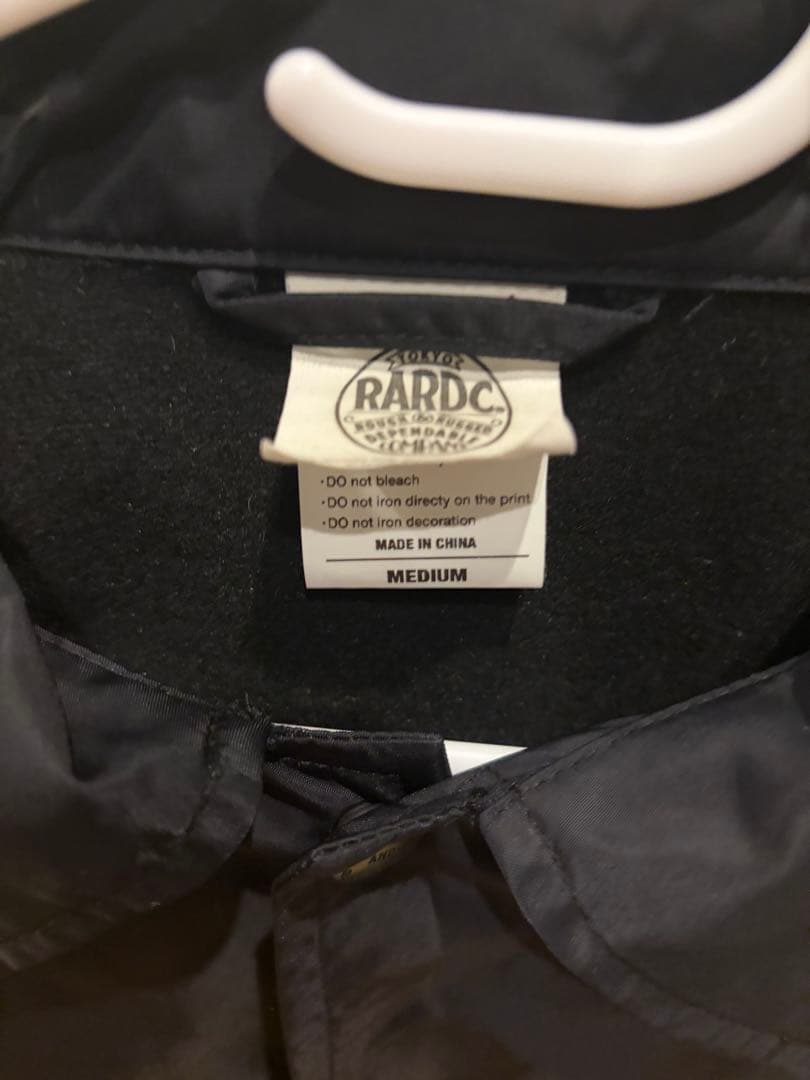 TOKYO
RARDC.
ROUGH AND RUGGED
DEPENDABLE
COMPANY
·DO not bleach
·DO not iron directy on the print
·DO not iron decoration
MADE IN CHINA
MEDIUM